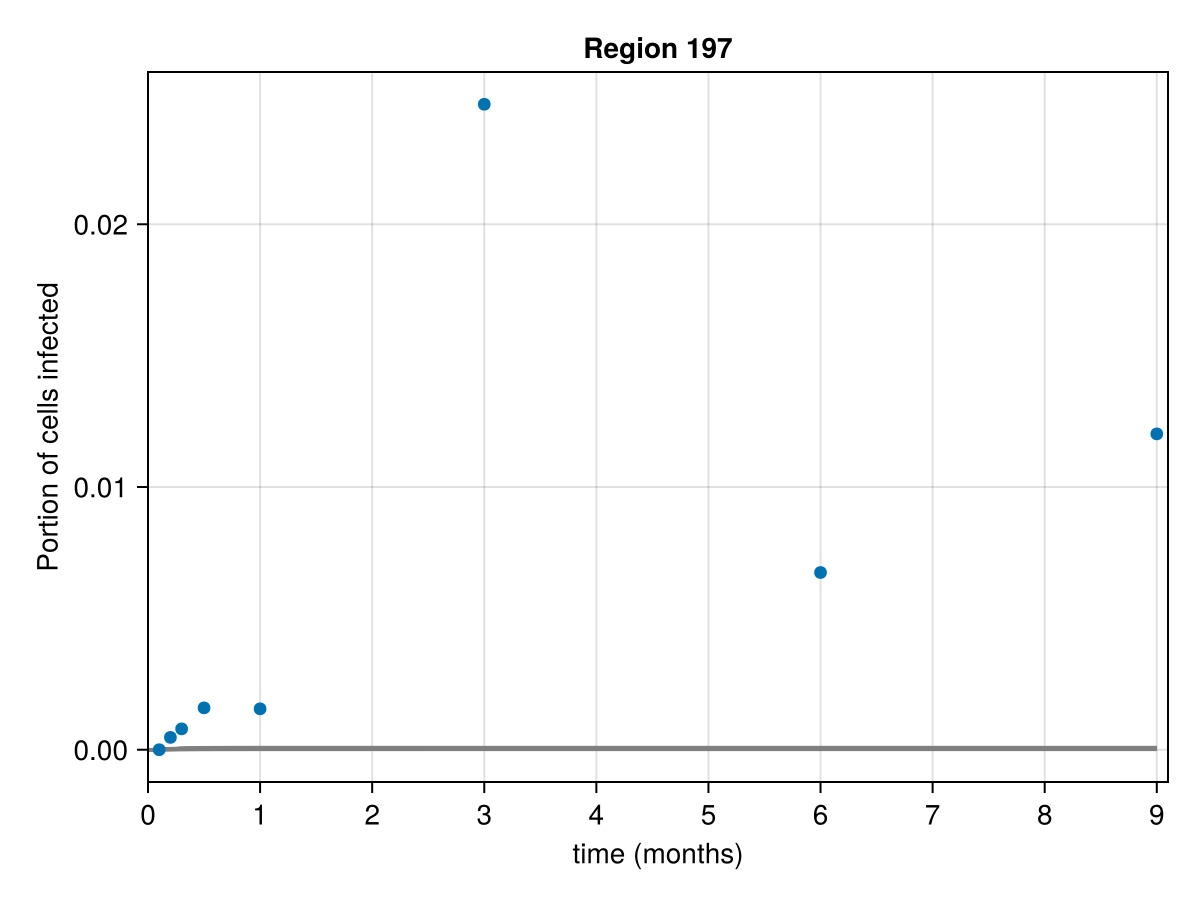 Region 197
0.02
0.01
0.00
Portion of cells infected
0 1 2 3 4 5 6 7 8 9
time (months)